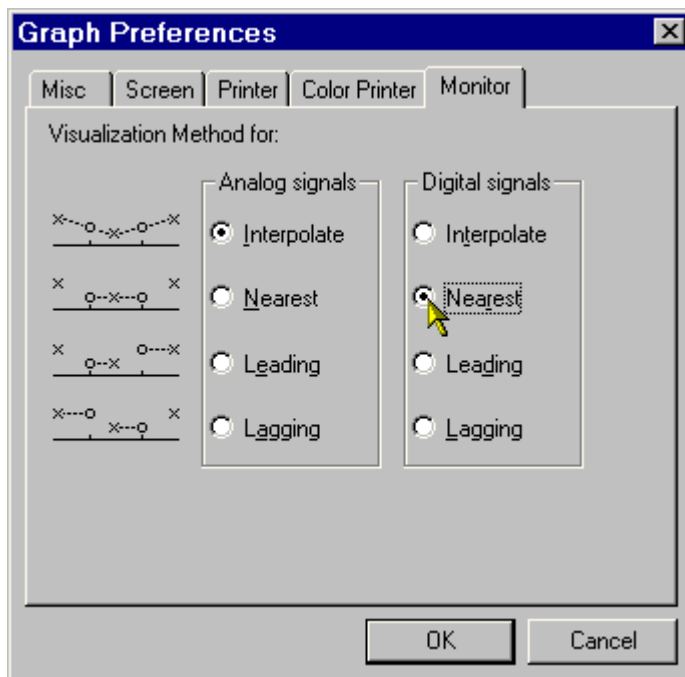 Graph Preferences
Misc Screen Printer Color Printer Monitor
Visualization Method for:
Analog signals Digital signals
Interpolate Interpolate
Nearest Nearest
Leading Leading
Lagging Lagging
OK Cancel